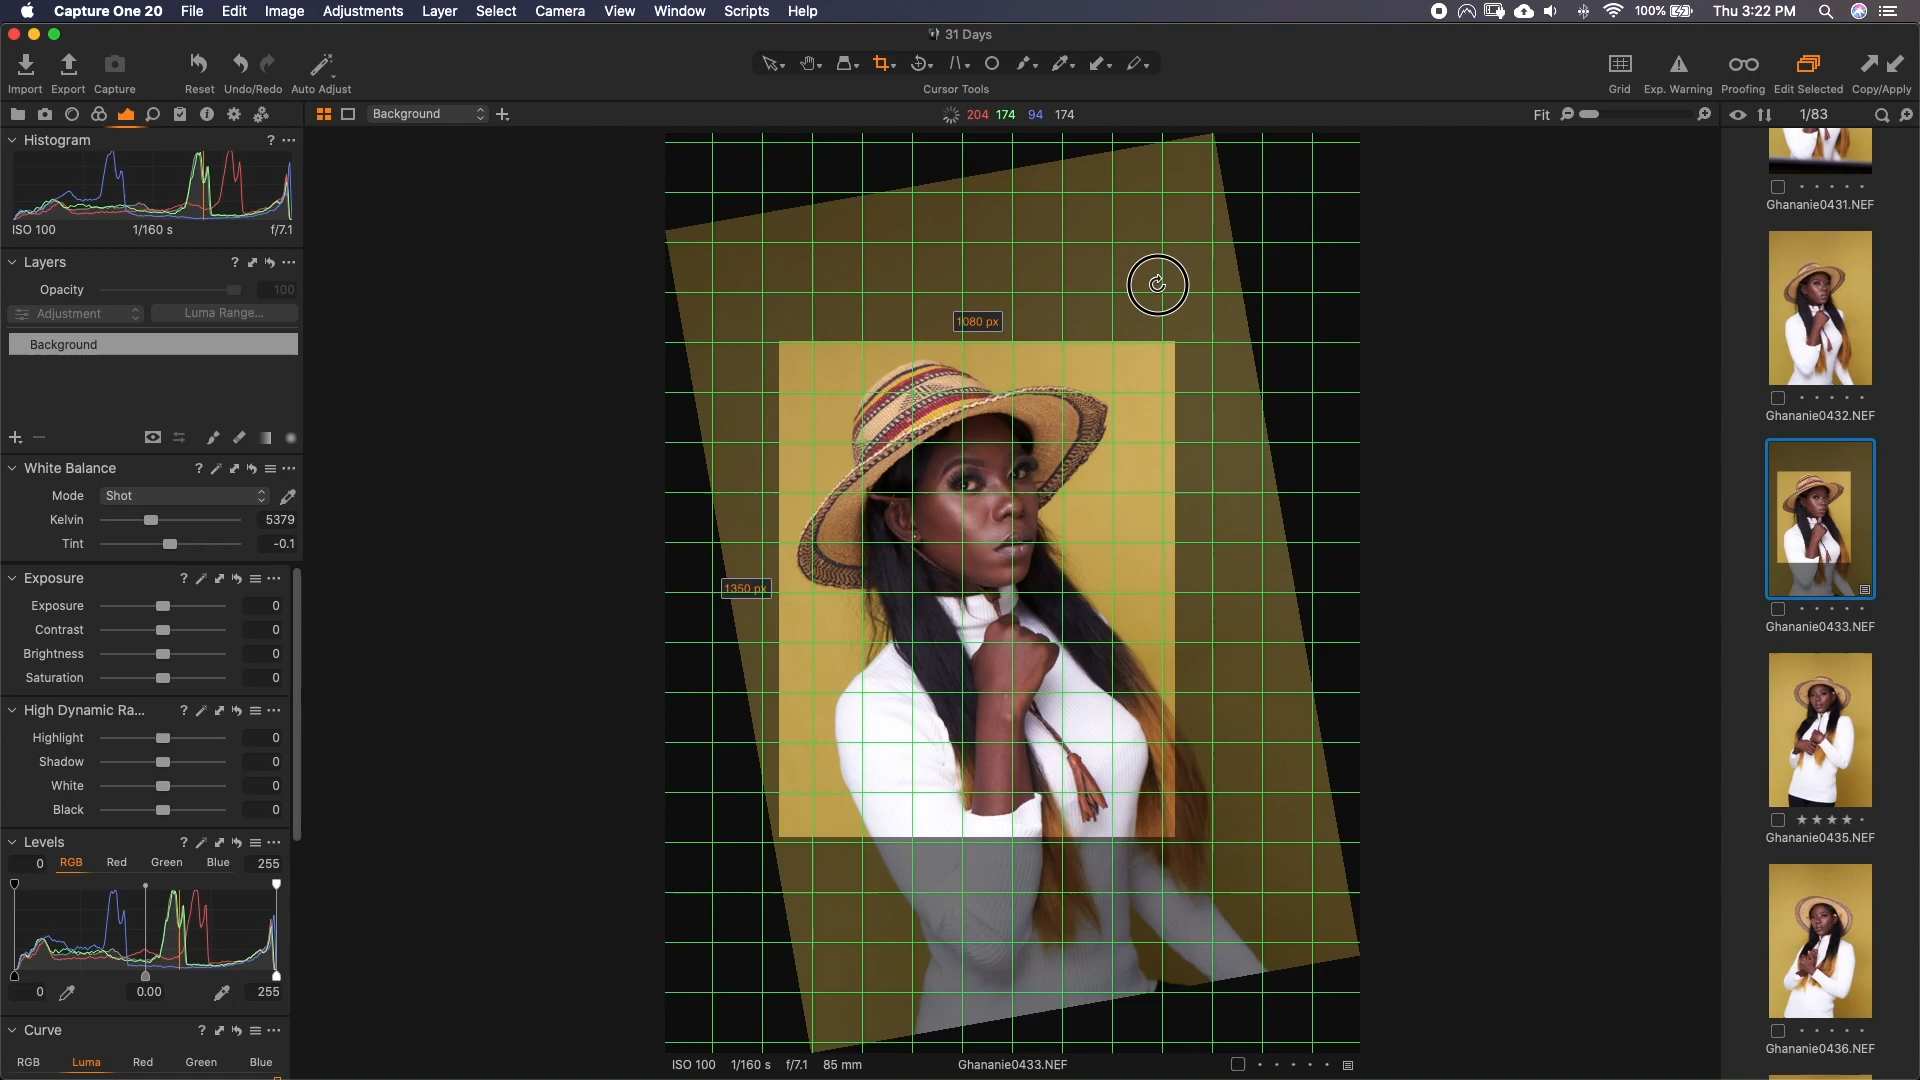 Capture One 20 File Edit Image Adjustments Layer Select Camera View Window Scripts Help 100% Thu 3:22 PM
31 Days
Import Export Capture Reset Undo/Redo Auto Adjust Cursor Tools Grid Exp. Warning Proofing Edit Selected Copy/Apply
Background 204 174 94 174 Fit 1/83
Histogram ?
ISO 100 1/160 s f/7.1
Layers ?
Opacity 100
Adjustment Luma Range...
Background
White Balance ?
Mode Shot
Kelvin 5379
Tint -0.1
Exposure ?
Exposure 0
Contrast 0
Brightness 0
Saturation 0
High Dynamic Ra... ?
Highlight 0
Shadow 0
White 0
Black 0
Levels ?
0 RGB Red Green Blue 255
0 0.00 255
Curve ?
RGB Luma Red Green Blue
1080 px
1350 px
ISO 100 1/160 s f/7.1 85 mm Ghananie0433.NEF
Ghananie0431.NEF
Ghananie0432.NEF
Ghananie0433.NEF
Ghananie0435.NEF
Ghananie0436.NEF